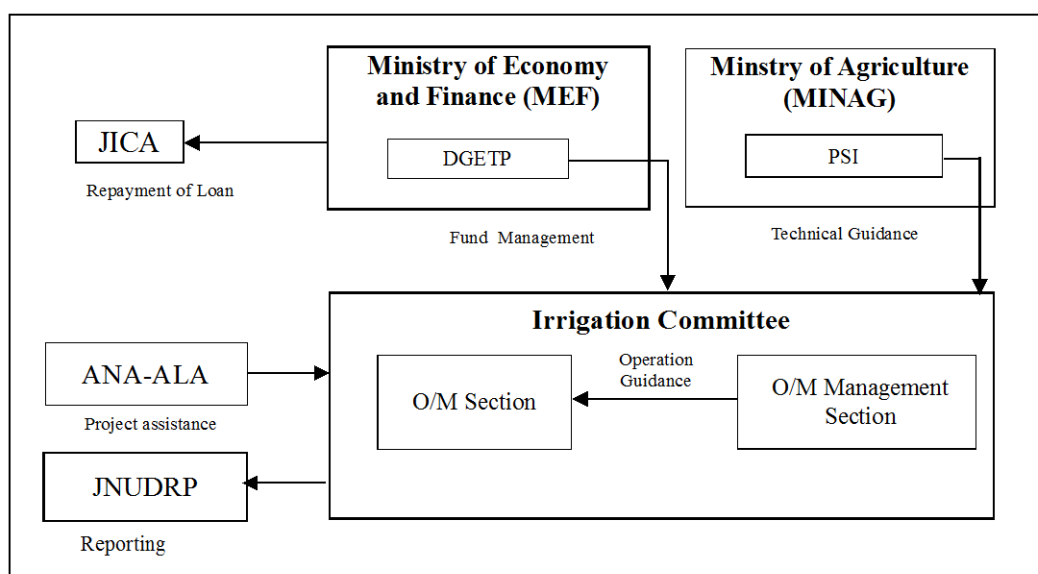 Ministry of Economy
and Finance (MEF)
DGETP
Minstry of Agriculture
(MINAG)
PSI
JICA
Repayment of Loan
Fund Management
Technical Guidance
Irrigation Committee
ANA-ALA
Project assistance
O/M Section
Operation
Guidance
O/M Management
Section
JNUDRP
Reporting